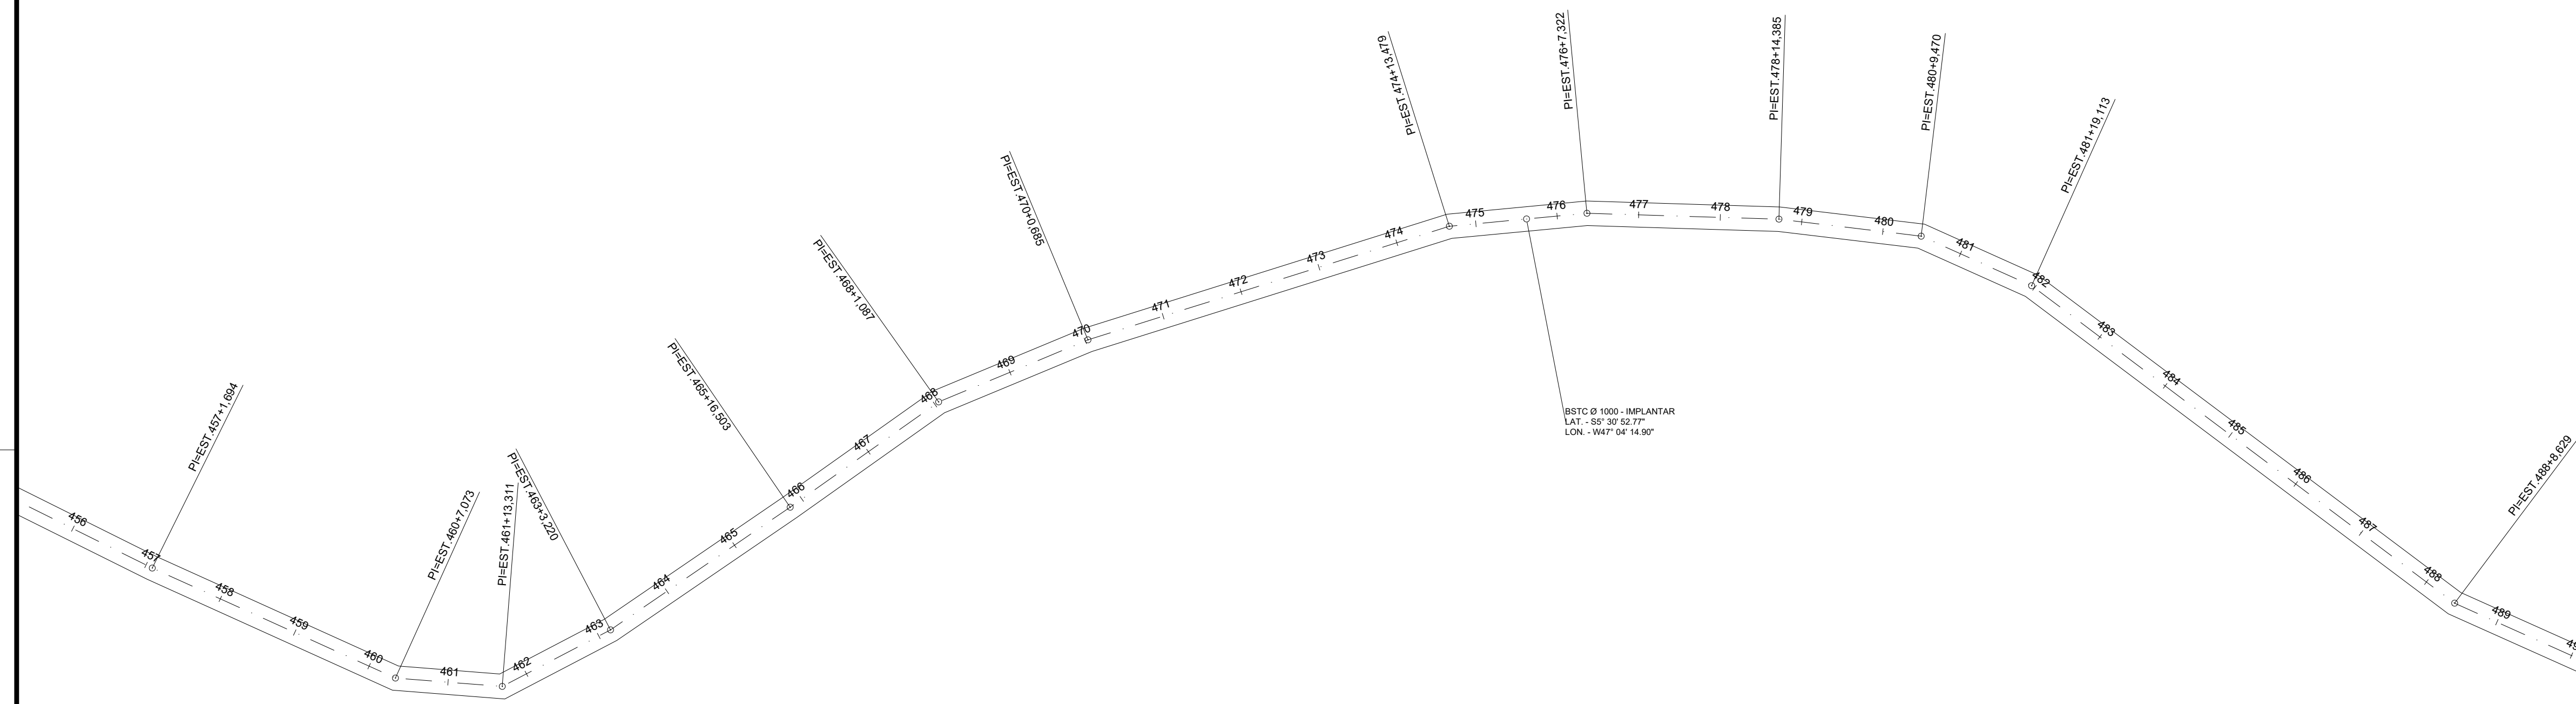 PI=EST.457+1,694
PI=EST.460+7,073
PI=EST.461+13,311
PI=EST.463+3,220
PI=EST.465+16,503
PI=EST.468+1,087
PI=EST.470+0,685
PI=EST.474+13,479
PI=EST.476+7,322
PI=EST.478+14,385
PI=EST.480+9,470
PI=EST.481+19,113
PI=EST.488+8,629
456
457
458
459
460
461
462
463
464
465
466
467
468
469
470
471
472
473
474
475
476
477
478
479
480
481
482
483
484
485
486
487
488
489
BSTC Ø 1000 - IMPLANTAR
LAT. - S5° 30' 52.77"
LON. - W47° 04' 14.90"